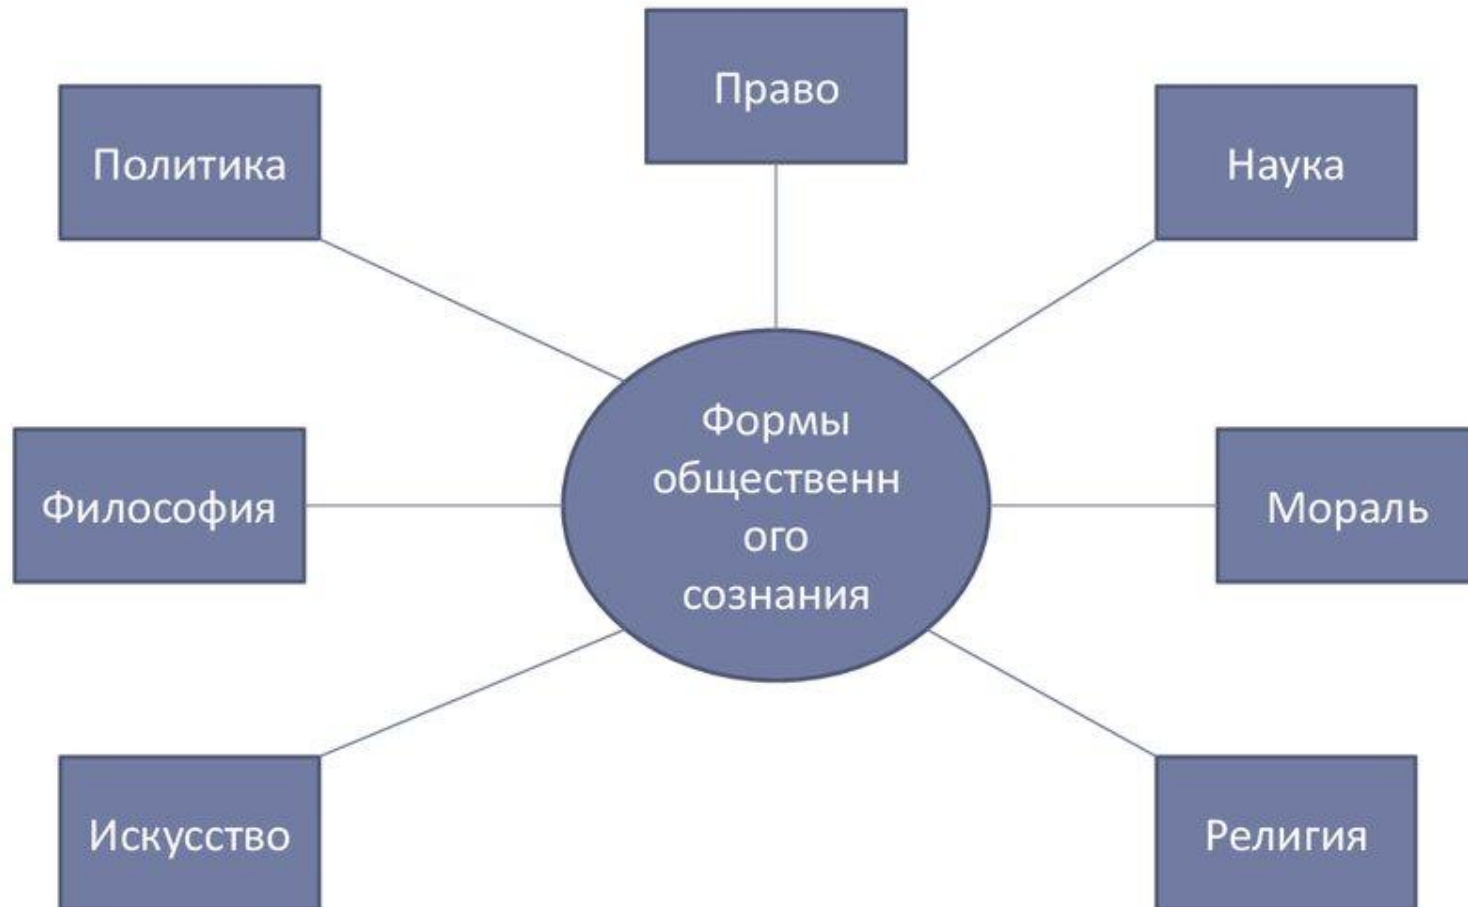 Право
Политика
Наука
Формы
общественн
ого
сознания
Философия
Мораль
Искусство
Религия